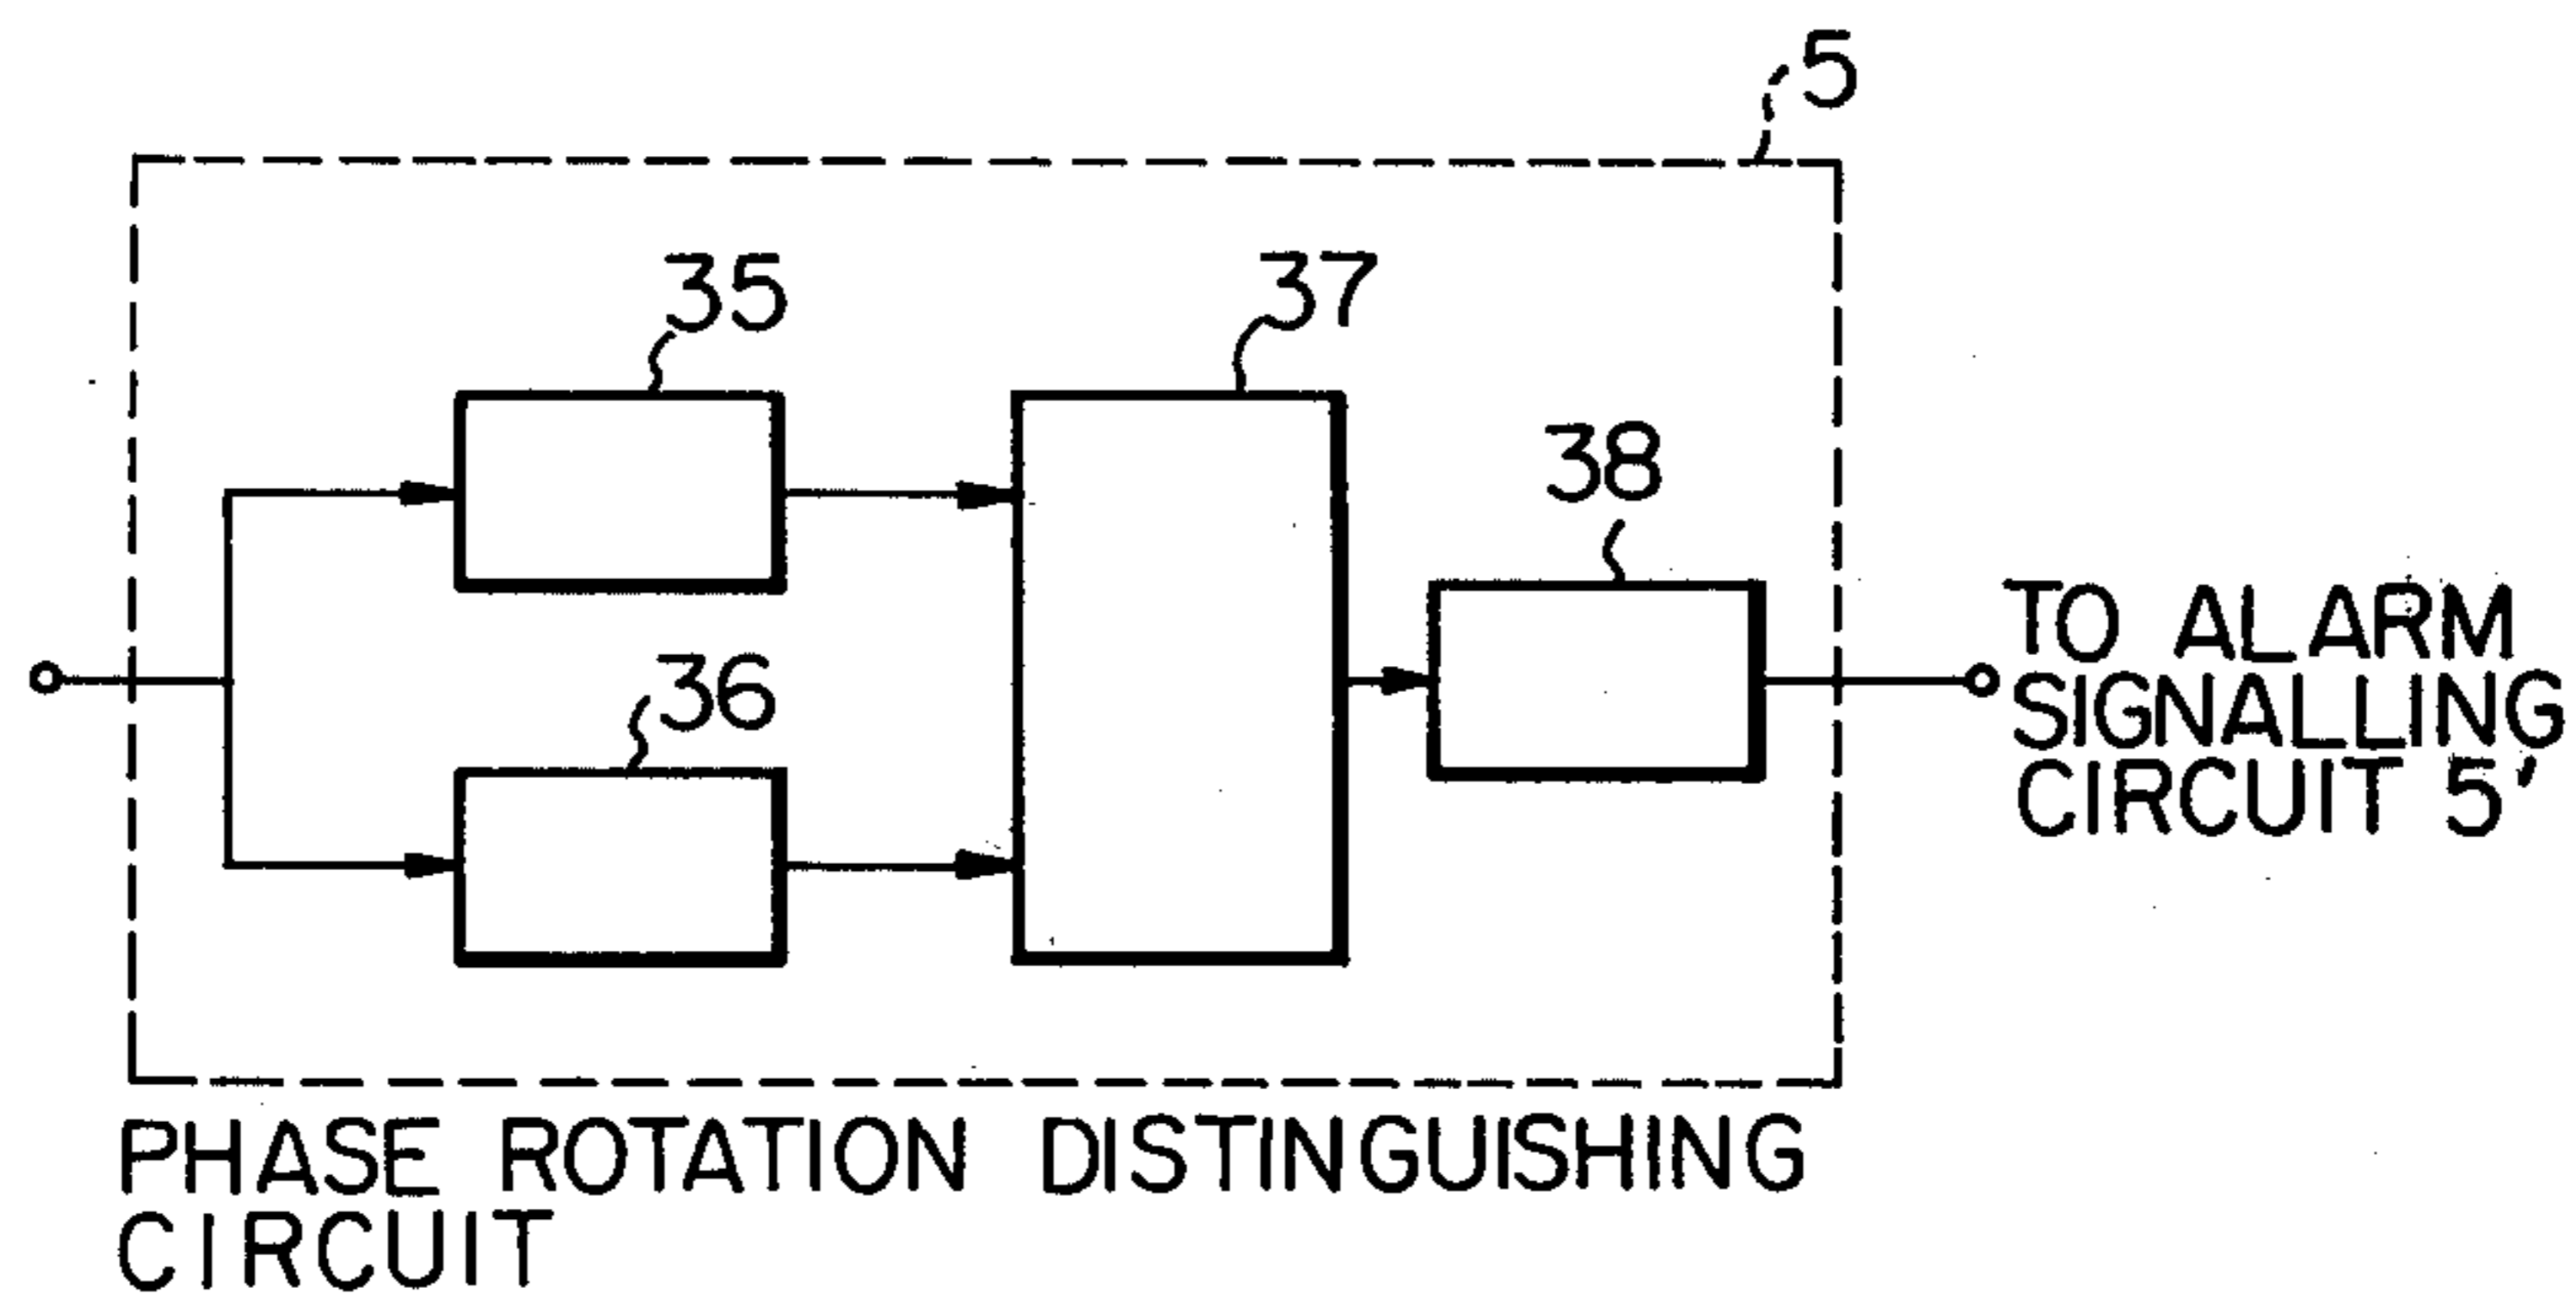 5
35
37
38
36
TO ALARM
SIGNALLING
CIRCUIT 5'
PHASE ROTATION DISTINGUISHING
CIRCUIT